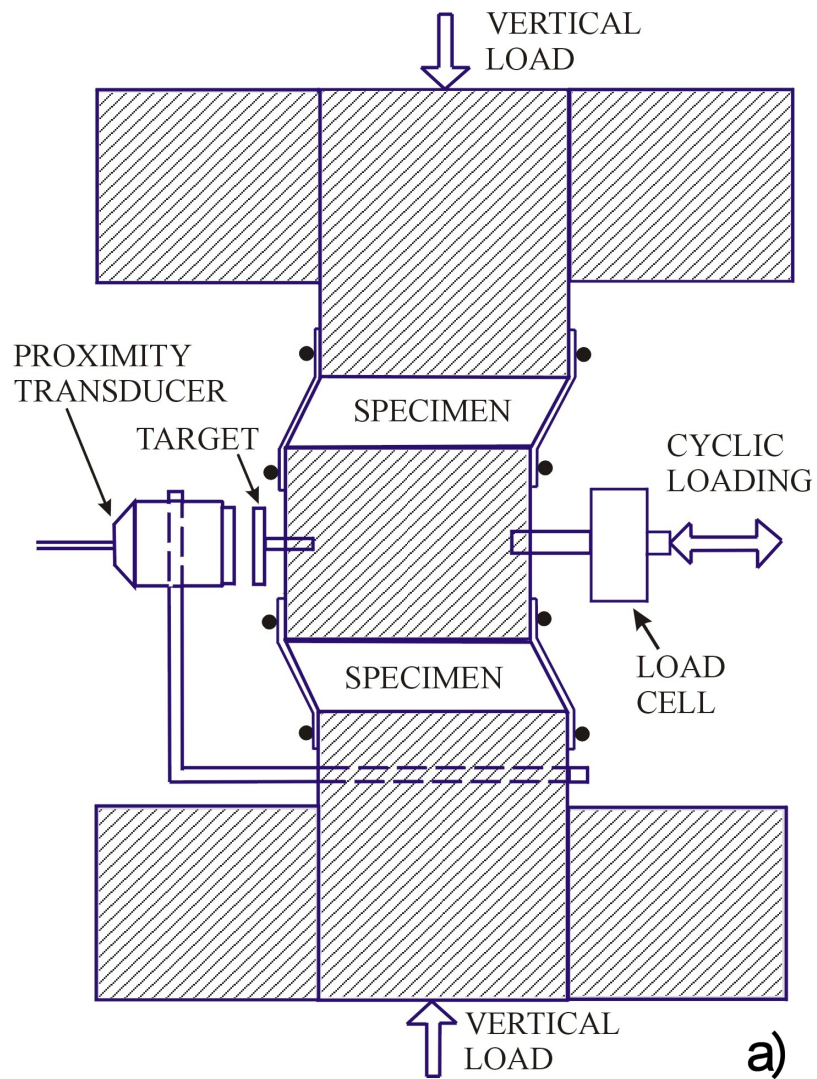 VERTICAL
LOAD
PROXIMITY
TRANSDUCER
SPECIMEN
TARGET
CYCLIC
LOADING
SPECIMEN
LOAD
CELL
VERTICAL
LOAD
a)